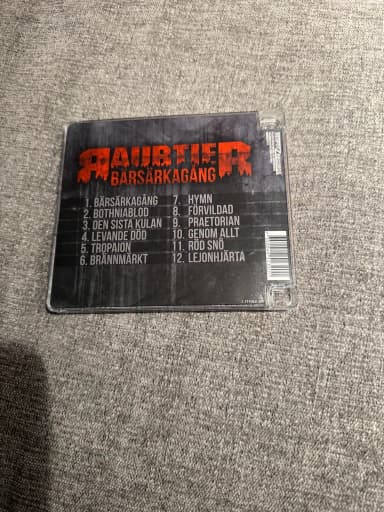 RAUBTIER
BÄRSÄRKAGÅNG
1. BÄRSÄRKAGÅNG
2. BOTHNIABLOD
3. DEN SISTA KULAN
4. LEVANDE DÖD
5. TROPAION
6. BRÄNNMÄRKT
7. HYMN
8. FÖRVILDAD
9. PRAETORIAN
10. GENOM ALLT
11. RÖD SNÖ
12. LEJONHJÄRTA